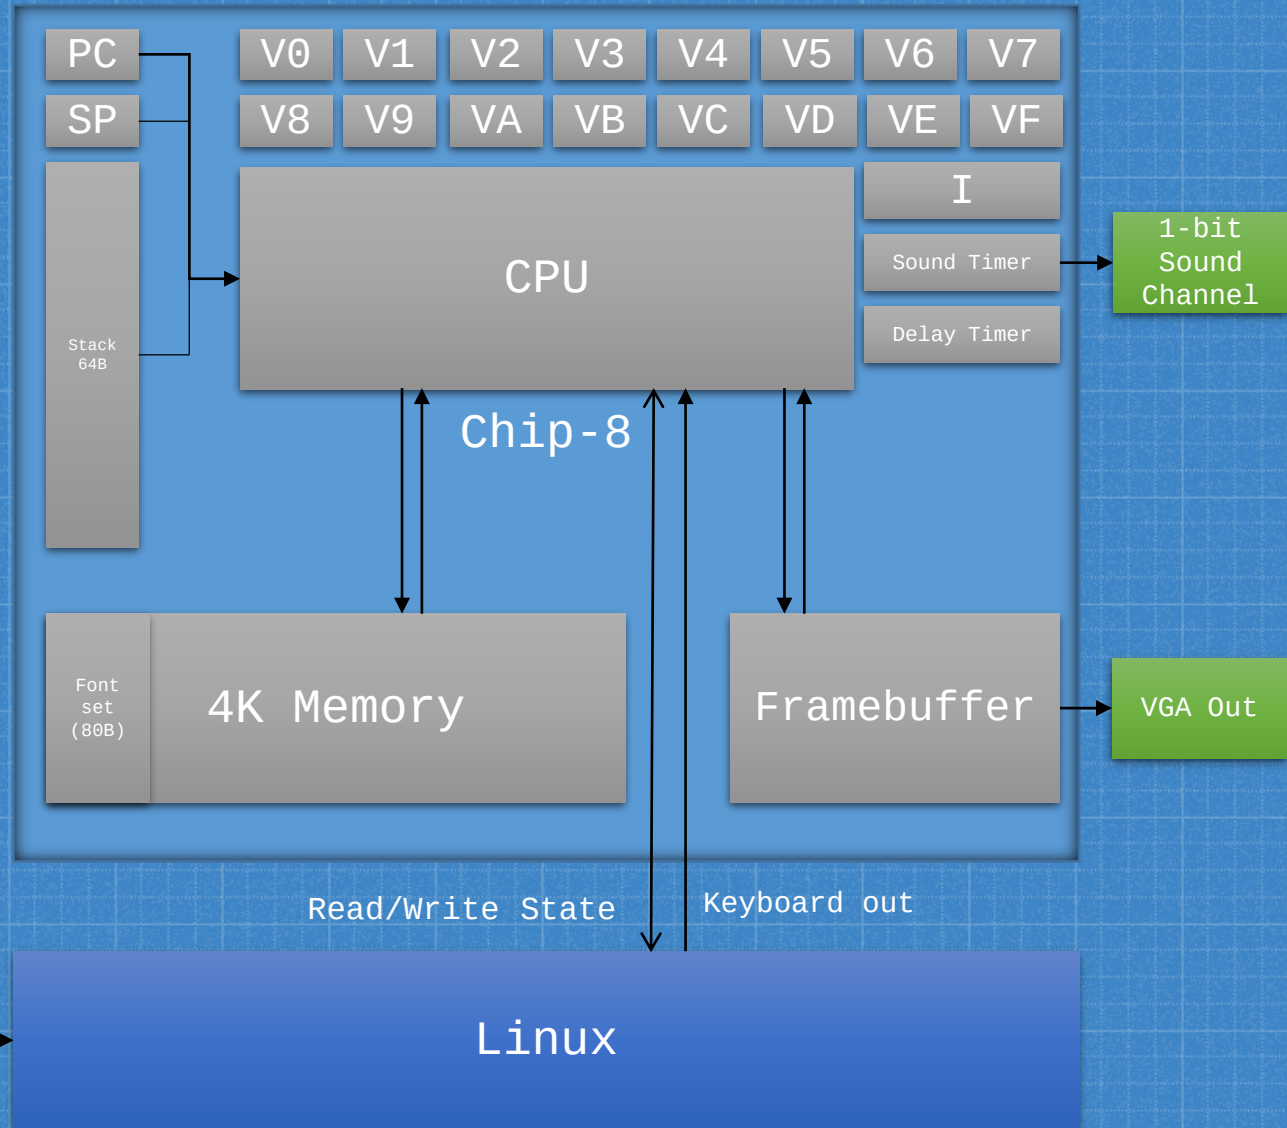 PC
V0
V1
V2
V3
V4
V5
V6
V7
SP
V8
V9
VA
VB
VC
VD
VE
VF
Stack
64B
CPU
I
Sound Timer
Delay Timer
1-bit
Sound
Channel
Chip-8
Font
set
(80B)
4K Memory
Framebuffer
VGA Out
Read/Write State
Keyboard out
Linux